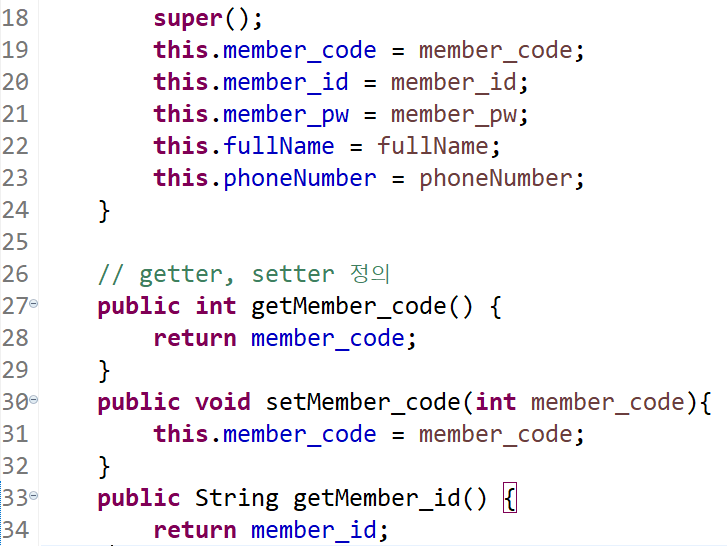 18 super();
19 this.member_code = member_code;
20 this.member_id = member_id;
21 this.member_pw = member_pw;
22 this.fullName = fullName;
23 this.phoneNumber = phoneNumber;
24 }
25
26 // getter, setter 정의
27 public int getMember_code() {
28 return member_code;
29 }
30 public void setMember_code(int member_code){
31 this.member_code = member_code;
32 }
33 public String getMember_id() {
34 return member_id;